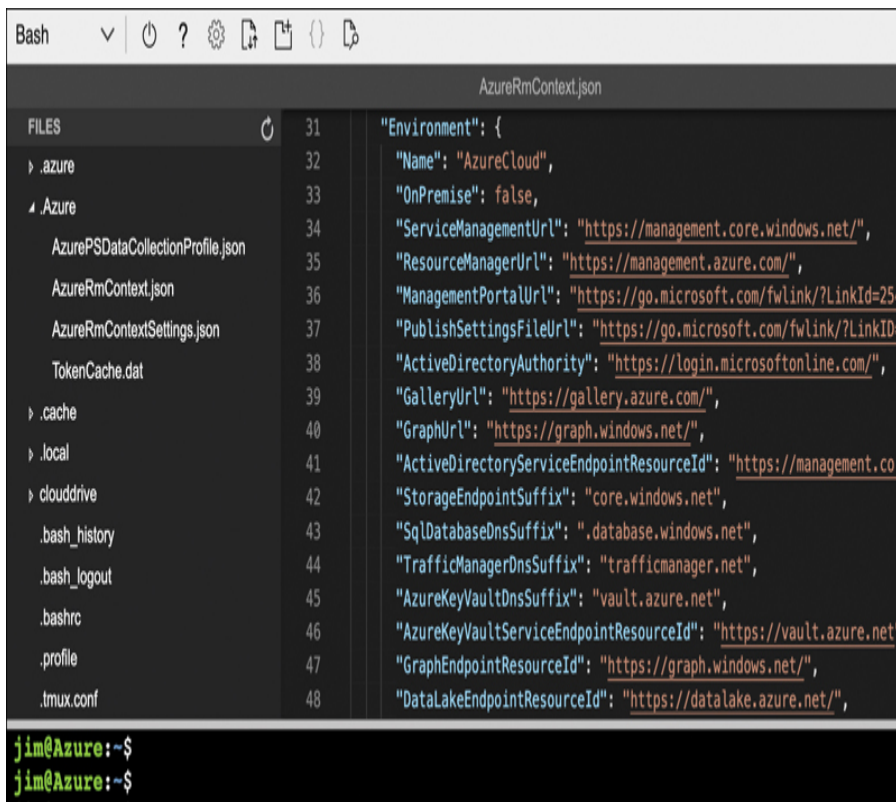 Bash
AzureRmContext.json
FILES
.azure
.Azure
AzurePSDataCollectionProfile.json
AzureRmContext.json
AzureRmContextSettings.json
TokenCache.dat
.cache
.local
clouddrive
.bash_history
.bash_logout
.bashrc
.profile
.tmux.conf
31 "Environment": {
32 "Name": "AzureCloud",
33 "OnPremise": false,
34 "ServiceManagementUrl": "https://management.core.windows.net/",
35 "ResourceManagerUrl": "https://management.azure.com/",
36 "ManagementPortalUrl": "https://go.microsoft.com/fwlink/?LinkId=25
37 "PublishSettingsFileUrl": "https://go.microsoft.com/fwlink/?LinkID=
38 "ActiveDirectoryAuthority": "https://login.microsoftonline.com/",
39 "GalleryUrl": "https://gallery.azure.com/",
40 "GraphUrl": "https://graph.windows.net/",
41 "ActiveDirectoryServiceEndpointResourceId": "https://management.co
42 "StorageEndpointSuffix": "core.windows.net",
43 "SqlDatabaseDnsSuffix": ".database.windows.net",
44 "TrafficManagerDnsSuffix": "trafficmanager.net",
45 "AzureKeyVaultDnsSuffix": "vault.azure.net",
46 "AzureKeyVaultServiceEndpointResourceId": "https://vault.azure.net"
47 "GraphEndpointResourceId": "https://graph.windows.net/",
48 "DataLakeEndpointResourceId": "https://datalake.azure.net/",
jim@Azure:~$
jim@Azure:~$